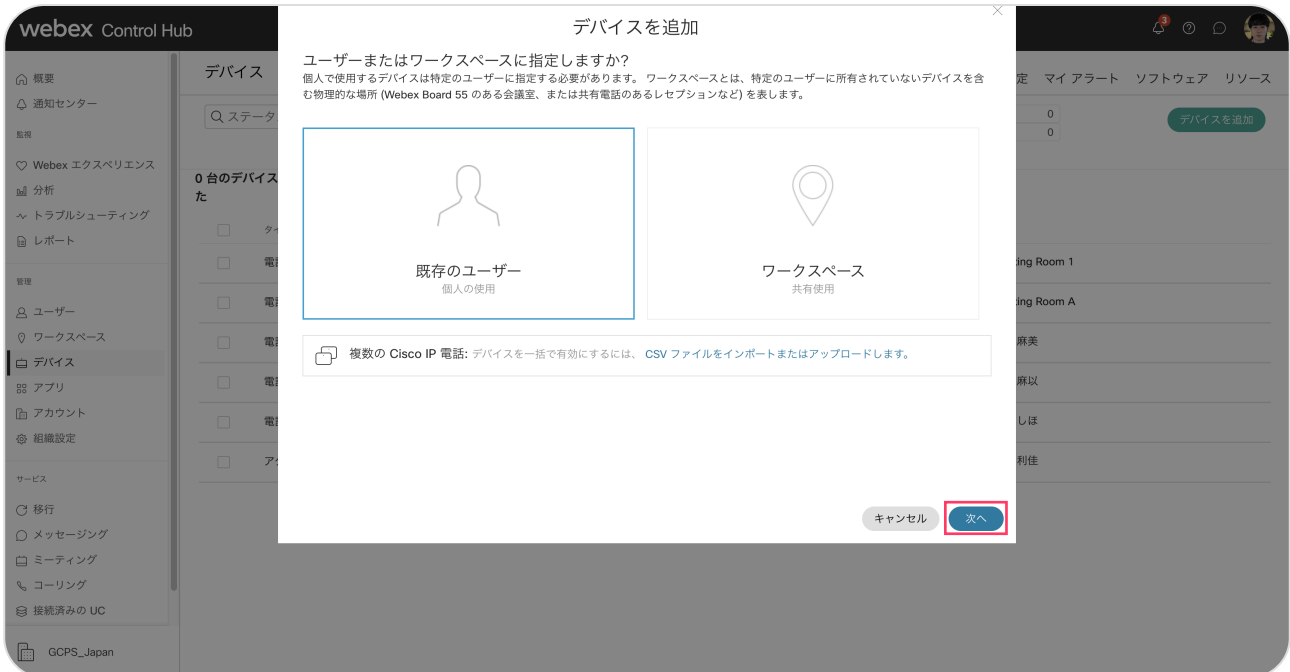 webex Control Hub
3
概要
通知センター
監視
Webex エクスペリエンス
分析
トラブルシューティング
レポート
管理
ユーザー
ワークスペース
デバイス
アプリ
アカウント
組織設定
サービス
移行
メッセージング
ミーティング
コーリング
接続済みの UC
GCPS_Japan
デバイス
ステータ
0 台のデバイス
た
タイ
電
電
電
電
電
アク
デバイスを追加
ユーザーまたはワークスペースに指定しますか?
個人で使用するデバイスは特定のユーザーに指定する必要があります。 ワークスペースとは、特定のユーザーに所有されていないデバイスを含
む物理的な場所 (Webex Board 55 のある会議室、または共有電話のあるレセプションなど) を表します。
既存のユーザー
個人の使用
ワークスペース
共有使用
複数の Cisco IP 電話: デバイスを一括で有効にするには、 CSV ファイルをインポートまたはアップロードします。
キャンセル
次へ
定 マイ アラート ソフトウェア リソース
0
0
デバイスを追加
ing Room 1
ing Room A
麻美
麻以
しほ
利佳